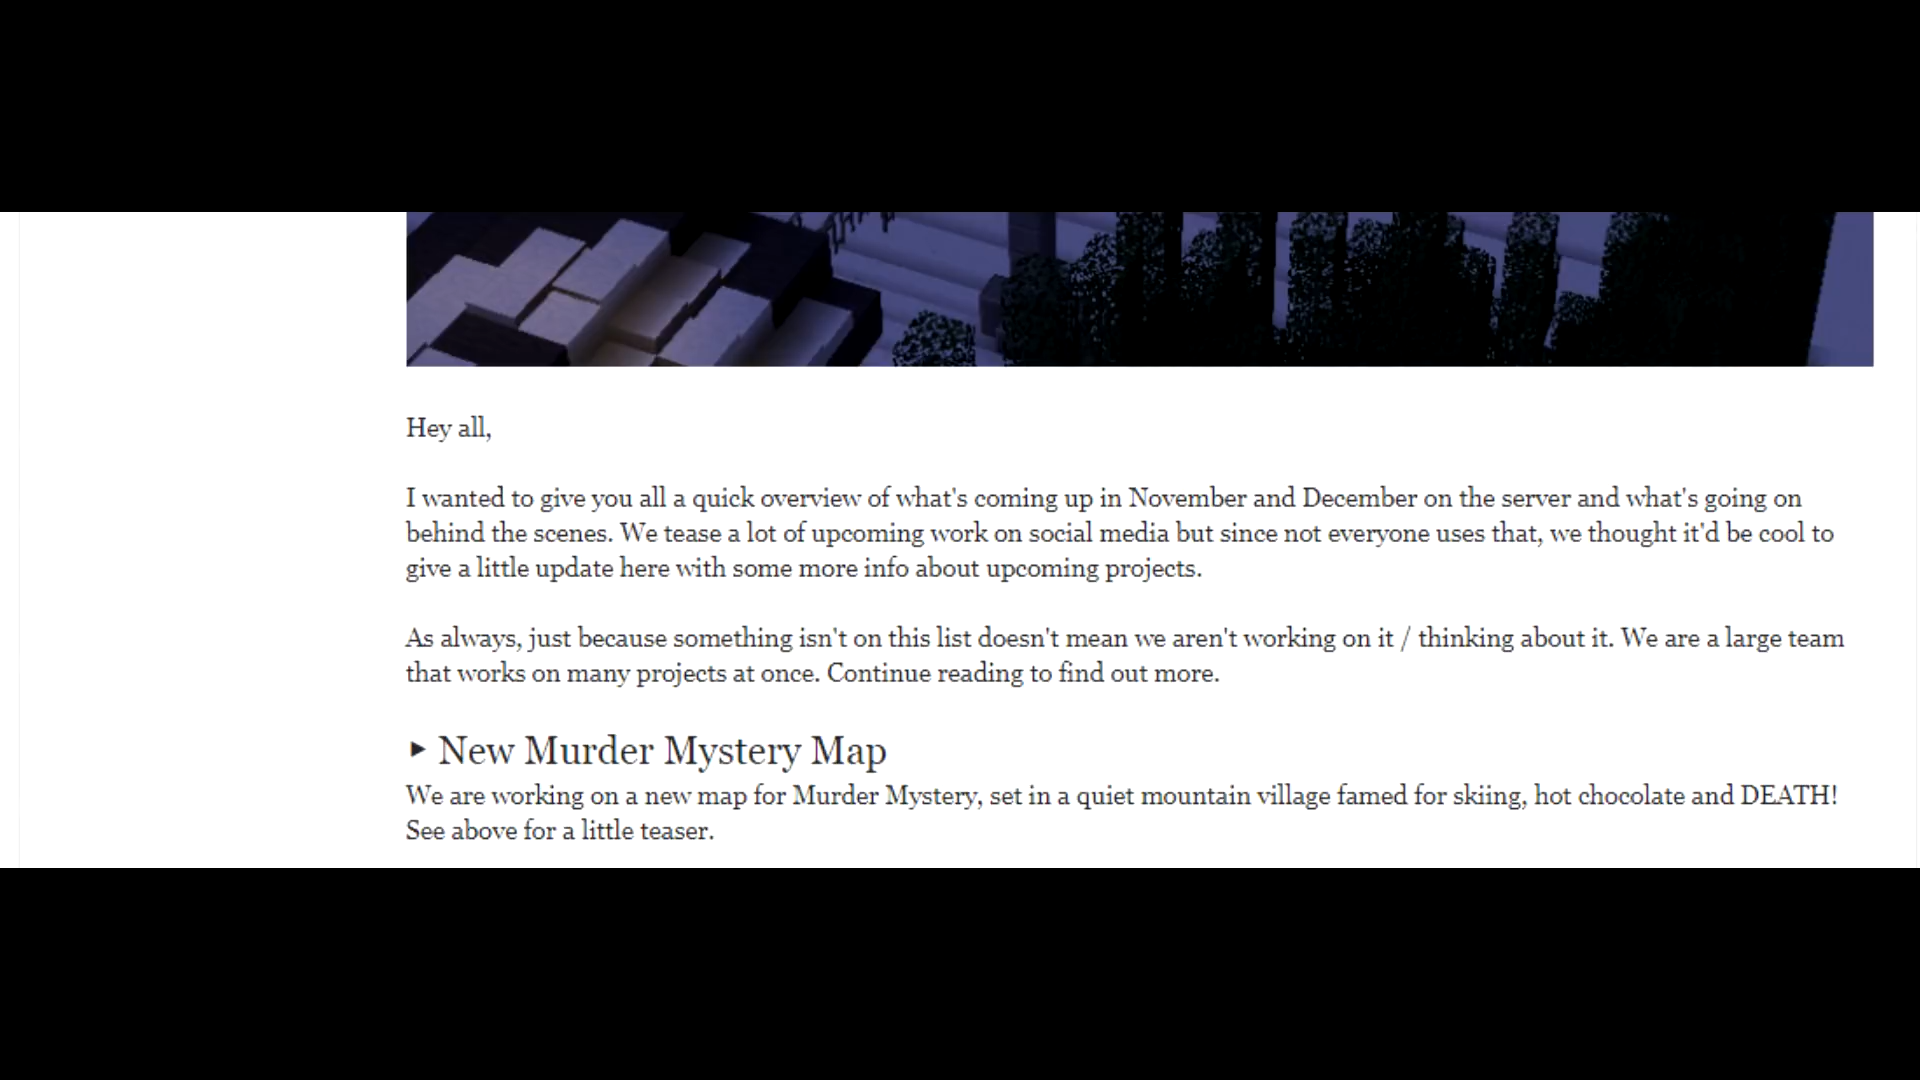 Hey all,
I wanted to give you all a quick overview of what's coming up in November and December on the server and what's going on
behind the scenes. We tease a lot of upcoming work on social media but since not everyone uses that, we thought it'd be cool to
give a little update here with some more info about upcoming projects.
As always, just because something isn't on this list doesn't mean we aren't working on it / thinking about it. We are a large team
that works on many projects at once. Continue reading to find out more.
‣ New Murder Mystery Map
We are working on a new map for Murder Mystery, set in a quiet mountain village famed for skiing, hot chocolate and DEATH!
See above for a little teaser.